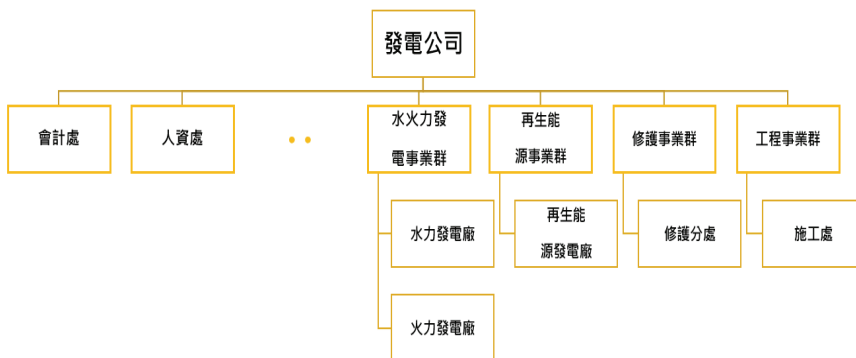 發電公司
會計處
人資處
水火力發
電事業群
再生能
源事業群
修護事業群
工程事業群
水力發電廠
再生能
源發電廠
修護分處
施工處
火力發電廠